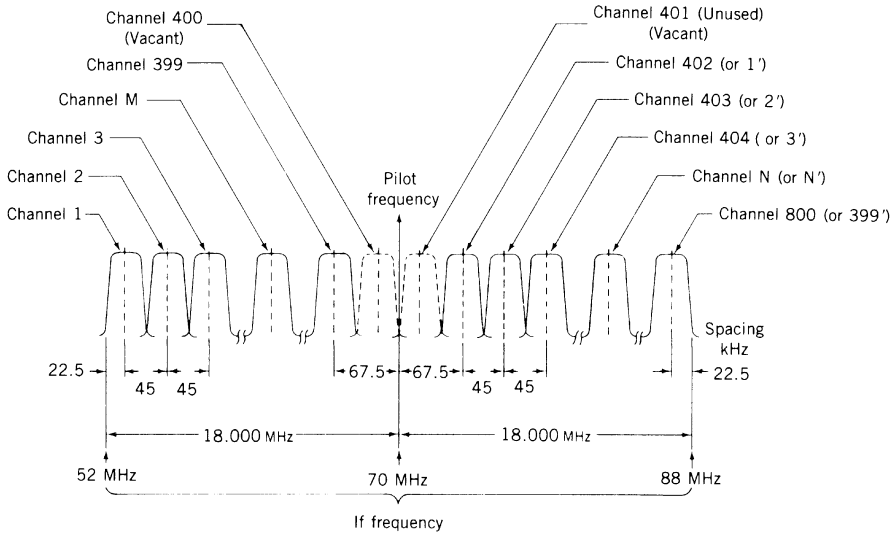 Channel 400
(Vacant)
Channel 399
Channel M
Channel 3
Channel 2
Channel 1
Pilot
frequency
Channel 401 (Unused)
(Vacant)
Channel 402 (or 1′)
Channel 403 (or 2′)
Channel 404 ( or 3′)
Channel N (or N′)
Channel 800 (or 399′)
Spacing
kHz
22.5
45
45
67.5
67.5
45
45
22.5
18.000 MHz
18.000 MHz
52 MHz
70 MHz
88 MHz
If frequency